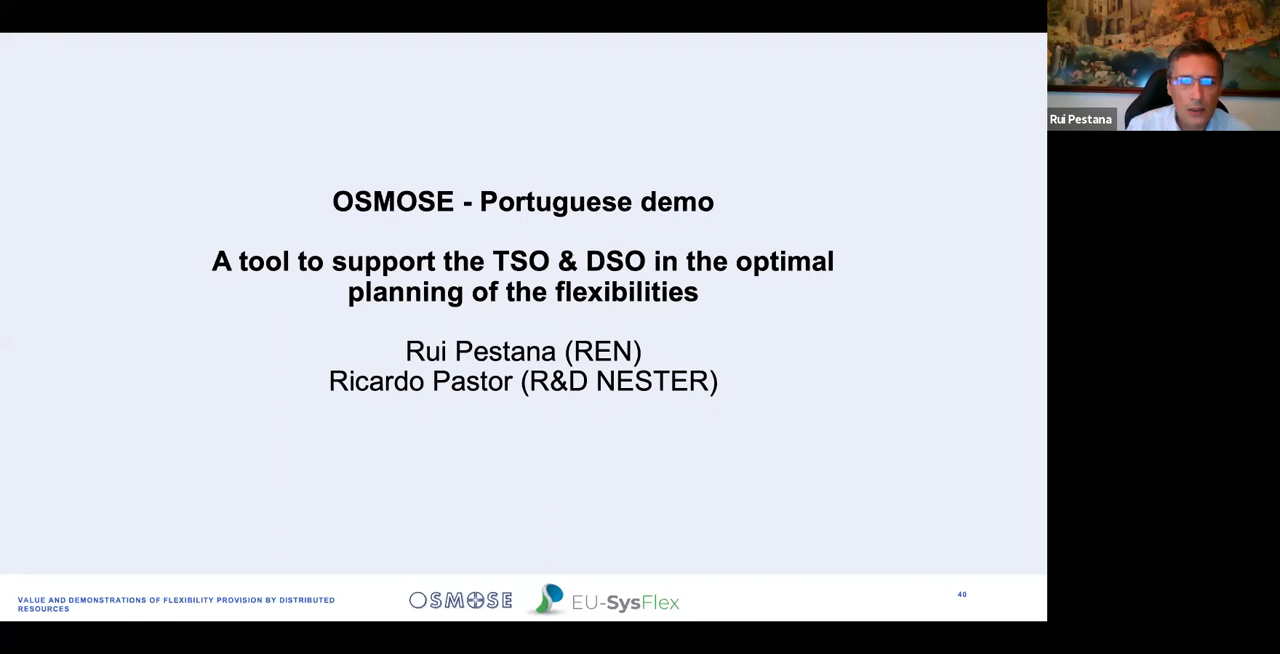 OSMOSE - Portuguese demo
A tool to support the TSO & DSO in the optimal
planning of the flexibilities
Rui Pestana (REN)
Ricardo Pastor (R&D NESTER)
VALUE AND DEMONSTRATIONS OF FLEXIBILITY PROVISION BY DISTRIBUTED
RESOURCES
OSMOSE
EU-SysFlex
40
Rui Pestana